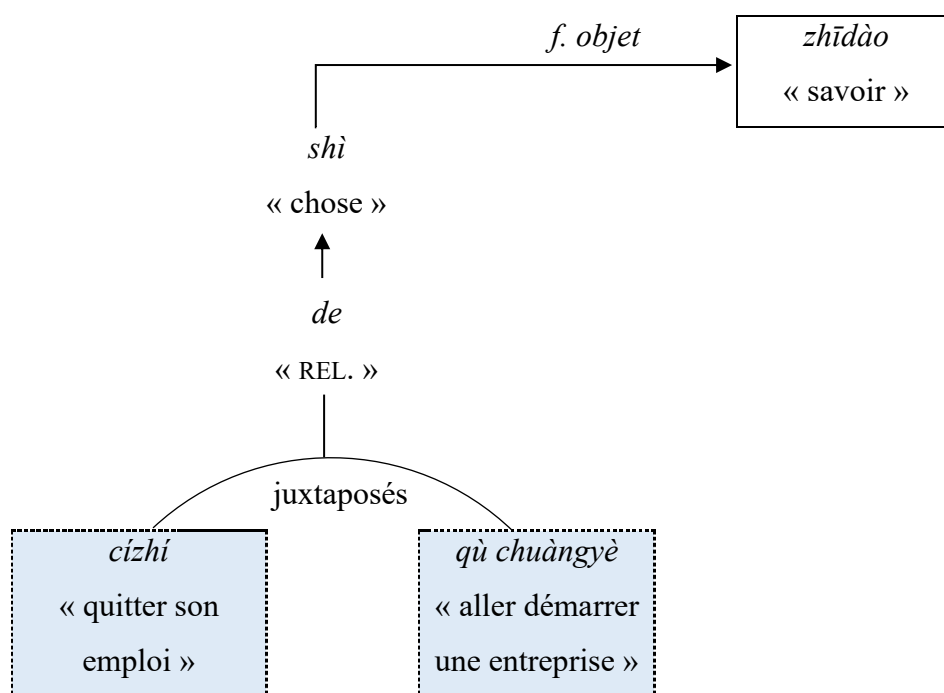 f. objet
zhīdào
« savoir »
shì
« chose »
de
« REL. »
juxtaposés
cízhí
« quitter son
emploi »
qù chuàngyè
« aller démarrer
une entreprise »